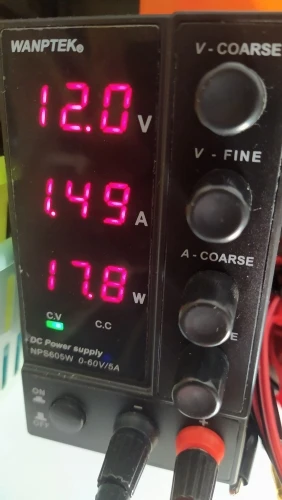 WANPTEK®
V - COARSE
12.0 V
V - FINE
1.49 A
A - COARSE
17.8 W
C.V C.C
E
DC Power supply
NPS605W 0-60V/5A
ON
OFF
- +